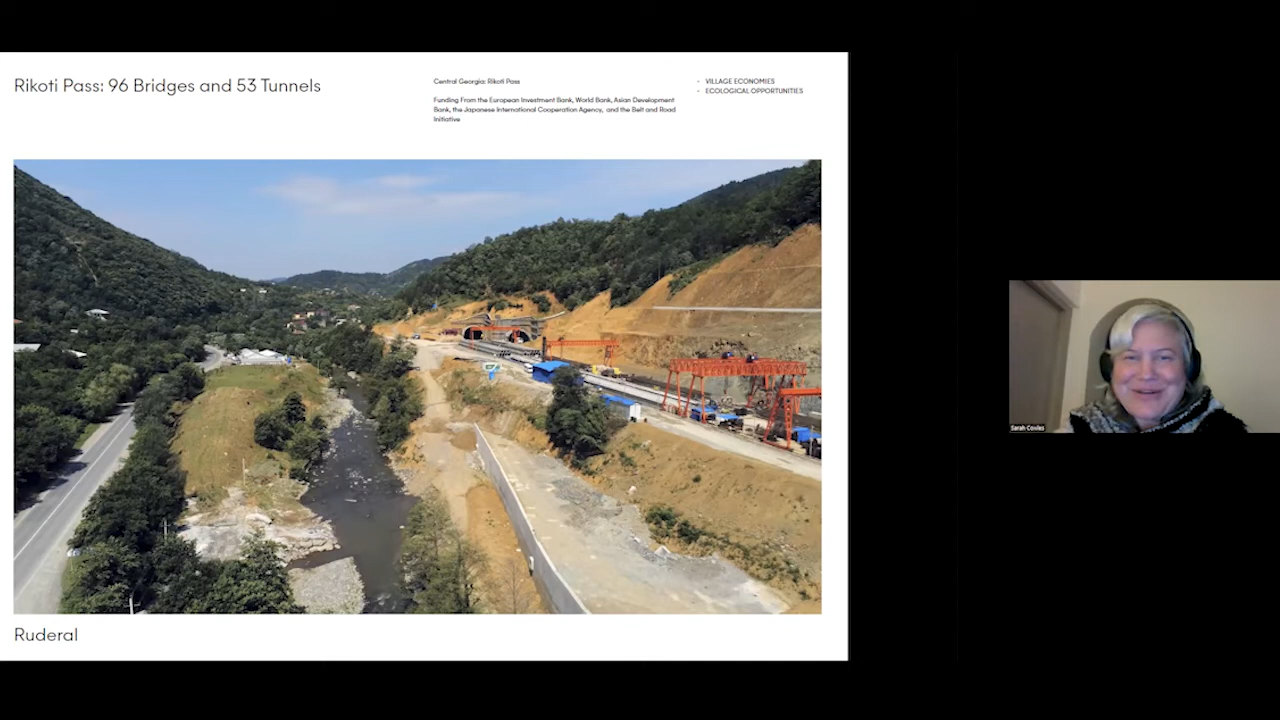 Rikoti Pass: 96 Bridges and 53 Tunnels
Central Georgia: Rikoti Pass
Funding From the European Investment Bank, World Bank, Asian Development
Bank, the Japanese International Cooperation Agency, and the Belt and Road
Initiative
- VILLAGE ECONOMIES
- ECOLOGICAL OPPORTUNITIES
Sarah Cowles
Ruderal